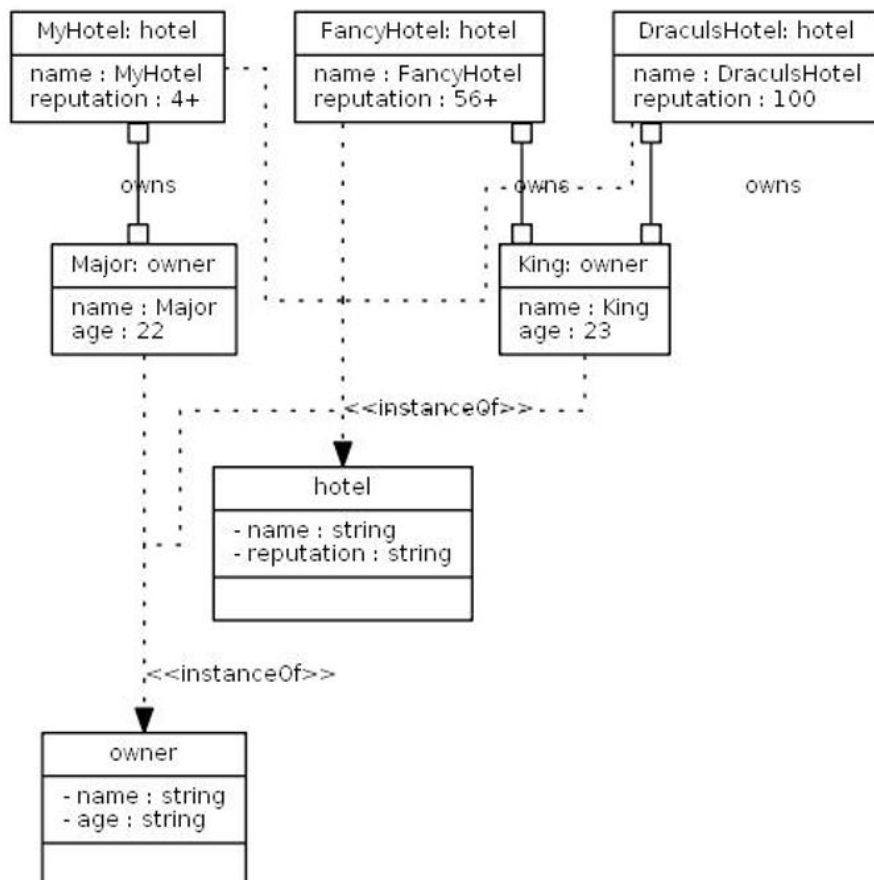 MyHotel: hotel
name : MyHotel
reputation : 4+
FancyHotel: hotel
name : FancyHotel
reputation : 56+
DraculsHotel: hotel
name : DraculsHotel
reputation : 100
owns
owns
owns
Major: owner
name : Major
age : 22
King: owner
name : King
age : 23
<<instanceOf>>
hotel
- name : string
- reputation : string
<<instanceOf>>
owner
- name : string
- age : string